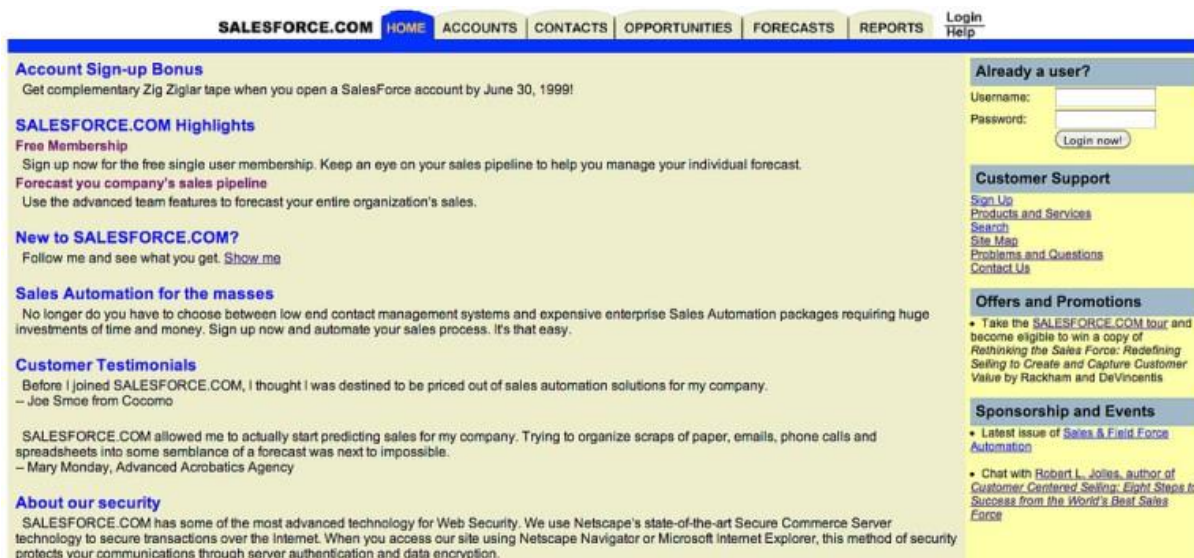 SALESFORCE.COM HOME ACCOUNTS CONTACTS OPPORTUNITIES FORECASTS REPORTS Login
Help
Account Sign-up Bonus
Get complementary Zig Ziglar tape when you open a SalesForce account by June 30, 1999!
SALESFORCE.COM Highlights
Free Membership
Sign up now for the free single user membership. Keep an eye on your sales pipeline to help you manage your individual forecast.
Forecast you company's sales pipeline
Use the advanced team features to forecast your entire organization's sales.
New to SALESFORCE.COM?
Follow me and see what you get. Show me
Sales Automation for the masses
No longer do you have to choose between low end contact management systems and expensive enterprise Sales Automation packages requiring huge
investments of time and money. Sign up now and automate your sales process. It's that easy.
Customer Testimonials
Before I joined SALESFORCE.COM, I thought I was destined to be priced out of sales automation solutions for my company.
-- Joe Smoe from Cocomo
SALESFORCE.COM allowed me to actually start predicting sales for my company. Trying to organize scraps of paper, emails, phone calls and
spreadsheets into some semblance of a forecast was next to impossible.
-- Mary Monday, Advanced Acrobatics Agency
About our security
SALESFORCE.COM has some of the most advanced technology for Web Security. We use Netscape's state-of-the-art Secure Commerce Server
technology to secure transactions over the Internet. When you access our site using Netscape Navigator or Microsoft Internet Explorer, this method of security
protects your communications through server authentication and data encryption.
Already a user?
Username:
Password:
Login now!
Customer Support
Sign Up
Products and Services
Search
Site Map
Problems and Questions
Contact Us
Offers and Promotions
• Take the SALESFORCE.COM tour and
become eligible to win a copy of
Rethinking the Sales Force: Redefining
Selling to Create and Capture Customer
Value by Rackham and DeVincentis
Sponsorship and Events
• Latest issue of Sales & Field Force
Automation
• Chat with Robert L. Jolles, author of
Customer Centered Selling: Eight Steps to
Success from the World's Best Sales
Force